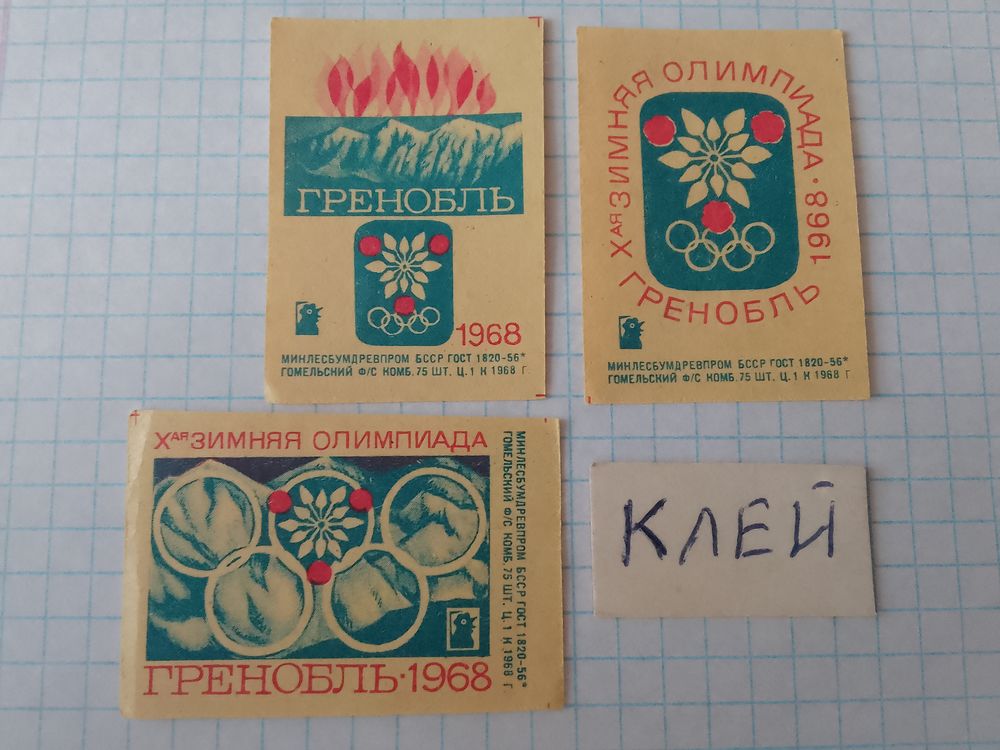 ГРЕНОБЛЬ
1968
МИНЛЕСБУМДРЕВПРОМ БССР ГОСТ 1820-56*
ГОМЕЛЬСКИЙ Ф/С КОМБ. 75 ШТ. Ц. 1 К 1968 Г.
XАЯ ЗИМНЯЯ ОЛИМПИАДА · 1968
ГРЕНОБЛЬ
МИНЛЕСБУМДРЕВПРОМ БССР ГОСТ 1820-56*
ГОМЕЛЬСКИЙ Ф/С КОМБ. 75 ШТ. Ц. 1 К 1968 Г.
XАЯ ЗИМНЯЯ ОЛИМПИАДА
ГРЕНОБЛЬ·1968
МИНЛЕСБУМДРЕВПРОМ БССР ГОСТ 1820-56*
ГОМЕЛЬСКИЙ Ф/С КОМБ. 75 ШТ. Ц. 1 К 1968 Г.
КЛЕЙ